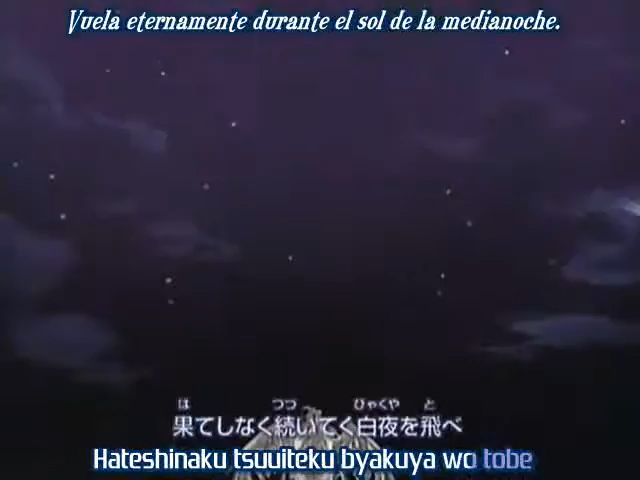 Vuela eternamente durante el sol de la medianoche.
は つづ びゃくや と
果てしなく続いてく白夜を飛べ
Hateshinaku tsuuiteku byakuya wo tobe